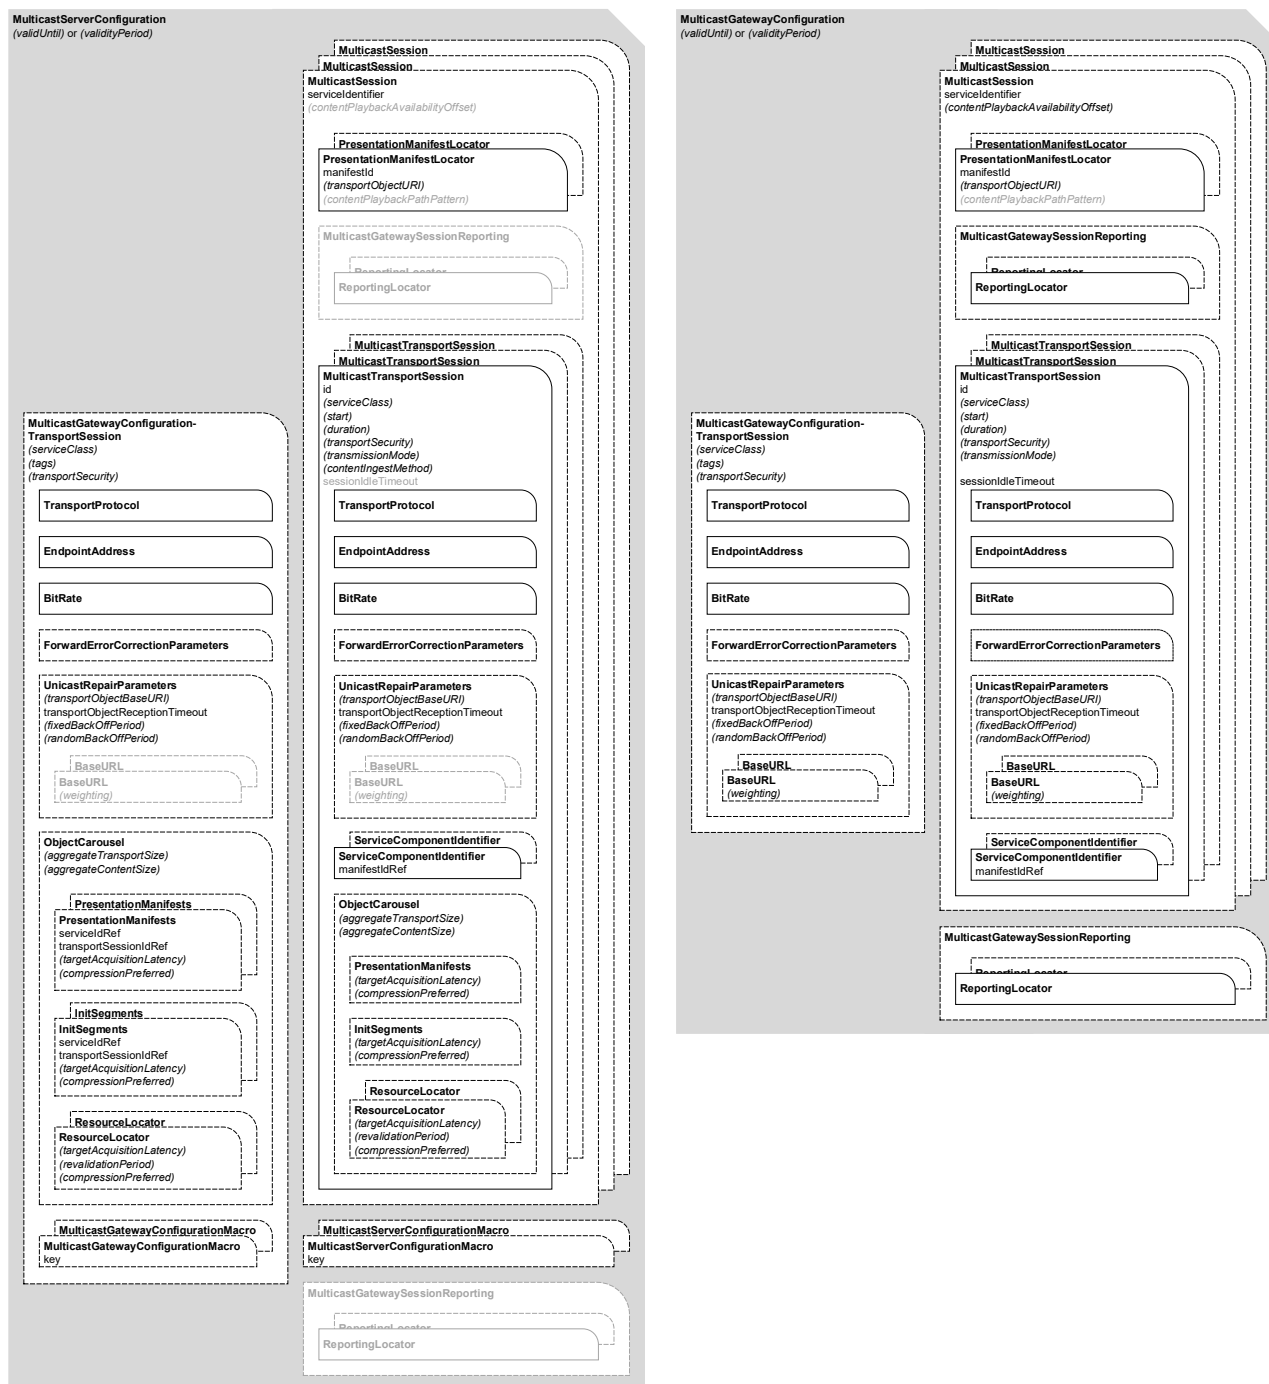 MulticastServerConfiguration
(validUntil) or (validityPeriod)
MulticastSession
MulticastSession
MulticastSession
serviceIdentifier
(contentPlaybackAvailabilityOffset)
PresentationManifestLocator
PresentationManifestLocator
manifestId
(transportObjectURI)
(contentPlaybackPathPattern)
MulticastGatewaySessionReporting
ReportingLocator
ReportingLocator
MulticastTransportSession
MulticastTransportSession
MulticastTransportSession
id
(serviceClass)
(start)
(duration)
(transportSecurity)
(transmissionMode)
(contentIngestMethod)
sessionIdleTimeout
TransportProtocol
EndpointAddress
BitRate
ForwardErrorCorrectionParameters
UnicastRepairParameters
(transportObjectBaseURI)
transportObjectReceptionTimeout
(fixedBackOffPeriod)
(randomBackOffPeriod)
BaseURL
BaseURL
(weighting)
ServiceComponentIdentifier
ServiceComponentIdentifier
manifestIdRef
ObjectCarousel
(aggregateTransportSize)
(aggregateContentSize)
PresentationManifests
(targetAcquisitionLatency)
(compressionPreferred)
InitSegments
(targetAcquisitionLatency)
(compressionPreferred)
ResourceLocator
ResourceLocator
(targetAcquisitionLatency)
(revalidationPeriod)
(compressionPreferred)
MulticastServerConfigurationMacro
MulticastServerConfigurationMacro
key
MulticastGatewaySessionReporting
ReportingLocator
ReportingLocator
MulticastGatewayConfiguration-
TransportSession
(serviceClass)
(tags)
(transportSecurity)
TransportProtocol
EndpointAddress
BitRate
ForwardErrorCorrectionParameters
UnicastRepairParameters
(transportObjectBaseURI)
transportObjectReceptionTimeout
(fixedBackOffPeriod)
(randomBackOffPeriod)
BaseURL
BaseURL
(weighting)
ObjectCarousel
(aggregateTransportSize)
(aggregateContentSize)
PresentationManifests
PresentationManifests
serviceIdRef
transportSessionIdRef
(targetAcquisitionLatency)
(compressionPreferred)
InitSegments
InitSegments
serviceIdRef
transportSessionIdRef
(targetAcquisitionLatency)
(compressionPreferred)
ResourceLocator
ResourceLocator
(targetAcquisitionLatency)
(revalidationPeriod)
(compressionPreferred)
MulticastGatewayConfigurationMacro
MulticastGatewayConfigurationMacro
key
MulticastGatewayConfiguration
(validUntil) or (validityPeriod)
MulticastSession
MulticastSession
MulticastSession
serviceIdentifier
(contentPlaybackAvailabilityOffset)
PresentationManifestLocator
PresentationManifestLocator
manifestId
(transportObjectURI)
(contentPlaybackPathPattern)
MulticastGatewaySessionReporting
ReportingLocator
ReportingLocator
MulticastTransportSession
MulticastTransportSession
MulticastTransportSession
id
(serviceClass)
(start)
(duration)
(transportSecurity)
(transmissionMode)
sessionIdleTimeout
TransportProtocol
EndpointAddress
BitRate
ForwardErrorCorrectionParameters
UnicastRepairParameters
(transportObjectBaseURI)
transportObjectReceptionTimeout
(fixedBackOffPeriod)
(randomBackOffPeriod)
BaseURL
BaseURL
(weighting)
ServiceComponentIdentifier
ServiceComponentIdentifier
manifestIdRef
MulticastGatewaySessionReporting
ReportingLocator
ReportingLocator
MulticastGatewayConfiguration-
TransportSession
(serviceClass)
(tags)
(transportSecurity)
TransportProtocol
EndpointAddress
BitRate
ForwardErrorCorrectionParameters
UnicastRepairParameters
(transportObjectBaseURI)
transportObjectReceptionTimeout
(fixedBackOffPeriod)
(randomBackOffPeriod)
BaseURL
BaseURL
(weighting)